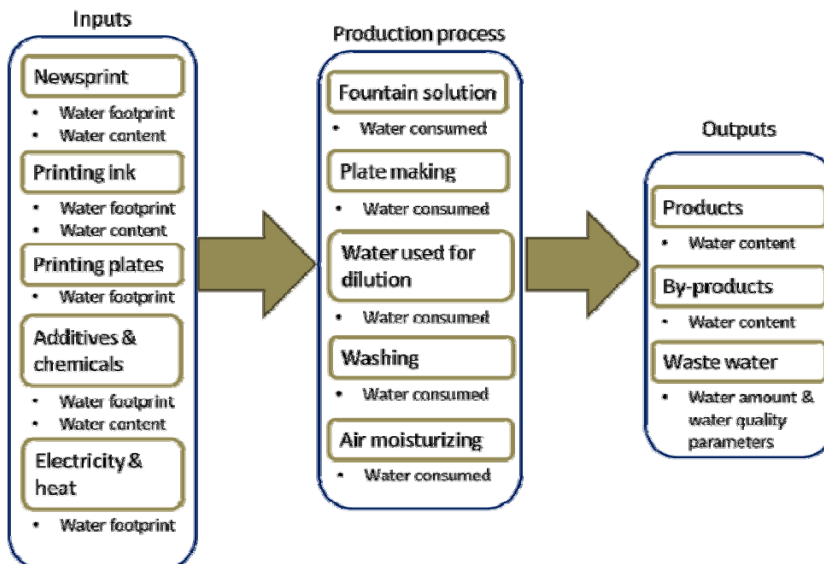 Inputs
Newsprint
• Water footprint
• Water content
Printing ink
• Water footprint
• Water content
Printing plates
• Water footprint
Additives &
chemicals
• Water footprint
• Water content
Electricity &
heat
• Water footprint
Production process
Fountain solution
• Water consumed
Plate making
• Water consumed
Water used for
dilution
• Water consumed
Washing
• Water consumed
Air moisturizing
• Water consumed
Outputs
Products
• Water content
By-products
• Water content
Waste water
• Water amount &
water quality
parameters